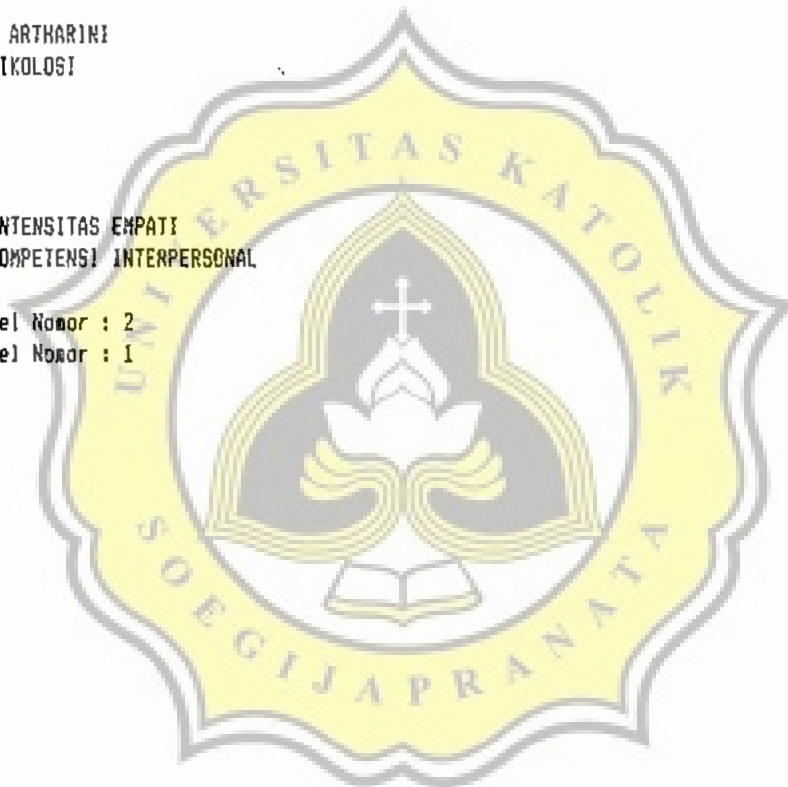 ARTHARINI
IKOLOSI
NTENSITAS EMPATI
OMPETENSI INTERPERSONAL
el Nomor : 2
el Nomor : 1
UNIVERSITAS KATOLIK
SOEGIJAPRANATA